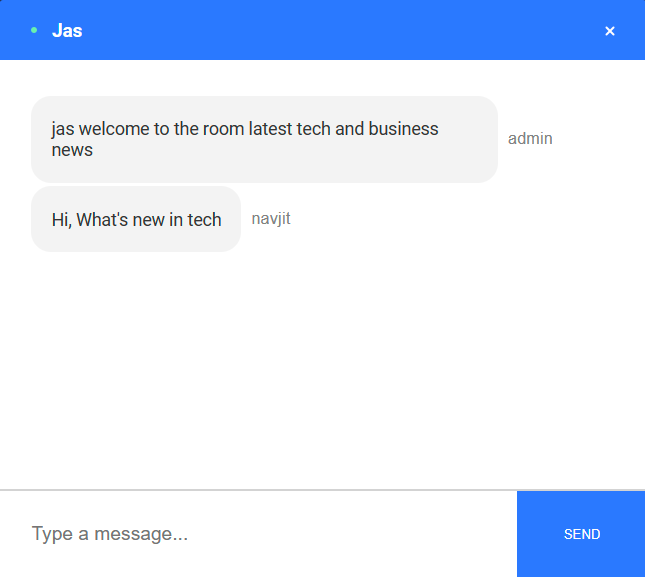 Jas
×
jas welcome to the room latest tech and business
news
admin
Hi, What's new in tech
navjit
Type a message...
SEND